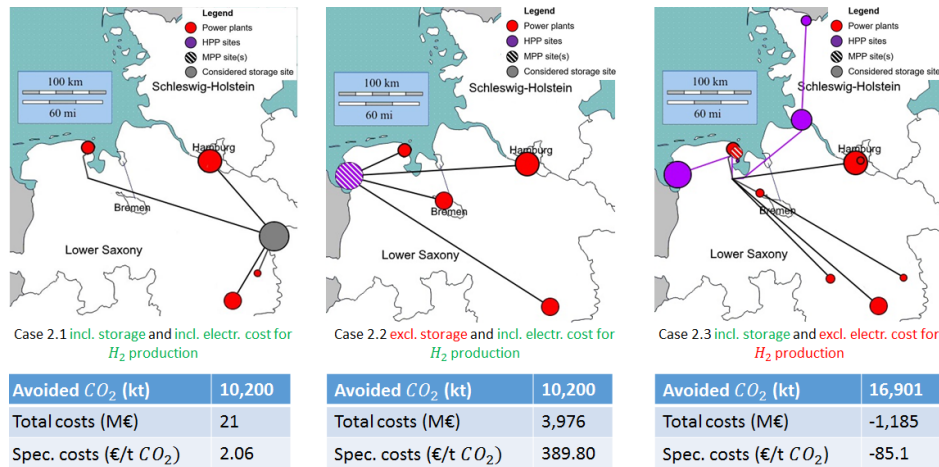 Legend
Power plants
HPP sites
MPP site(s)
Considered storage site
100 km
60 mi
Schleswig-Holstein
Hamburg
Bremen
Lower Saxony
Case 2.1 incl. storage and incl. electr. cost for
H₂ production
Avoided CO₂ (kt) 10,200
Total costs (M€) 21
Spec. costs (€/t CO₂) 2.06
Legend
Power plants
HPP sites
MPP site(s)
Considered storage site
100 km
60 mi
Schleswig-Holstein
Hamburg
Bremen
Lower Saxony
Case 2.2 excl. storage and incl. electr. cost for
H₂ production
Avoided CO₂ (kt) 10,200
Total costs (M€) 3,976
Spec. costs (€/t CO₂) 389.80
Legend
Power plants
HPP sites
MPP site(s)
Considered storage site
100 km
60 mi
Schleswig-Holstein
Hamburg
Bremen
Lower Saxony
Case 2.3 incl. storage and excl. electr. cost for
H₂ production
Avoided CO₂ (kt) 16,901
Total costs (M€) -1,185
Spec. costs (€/t CO₂) -85.1